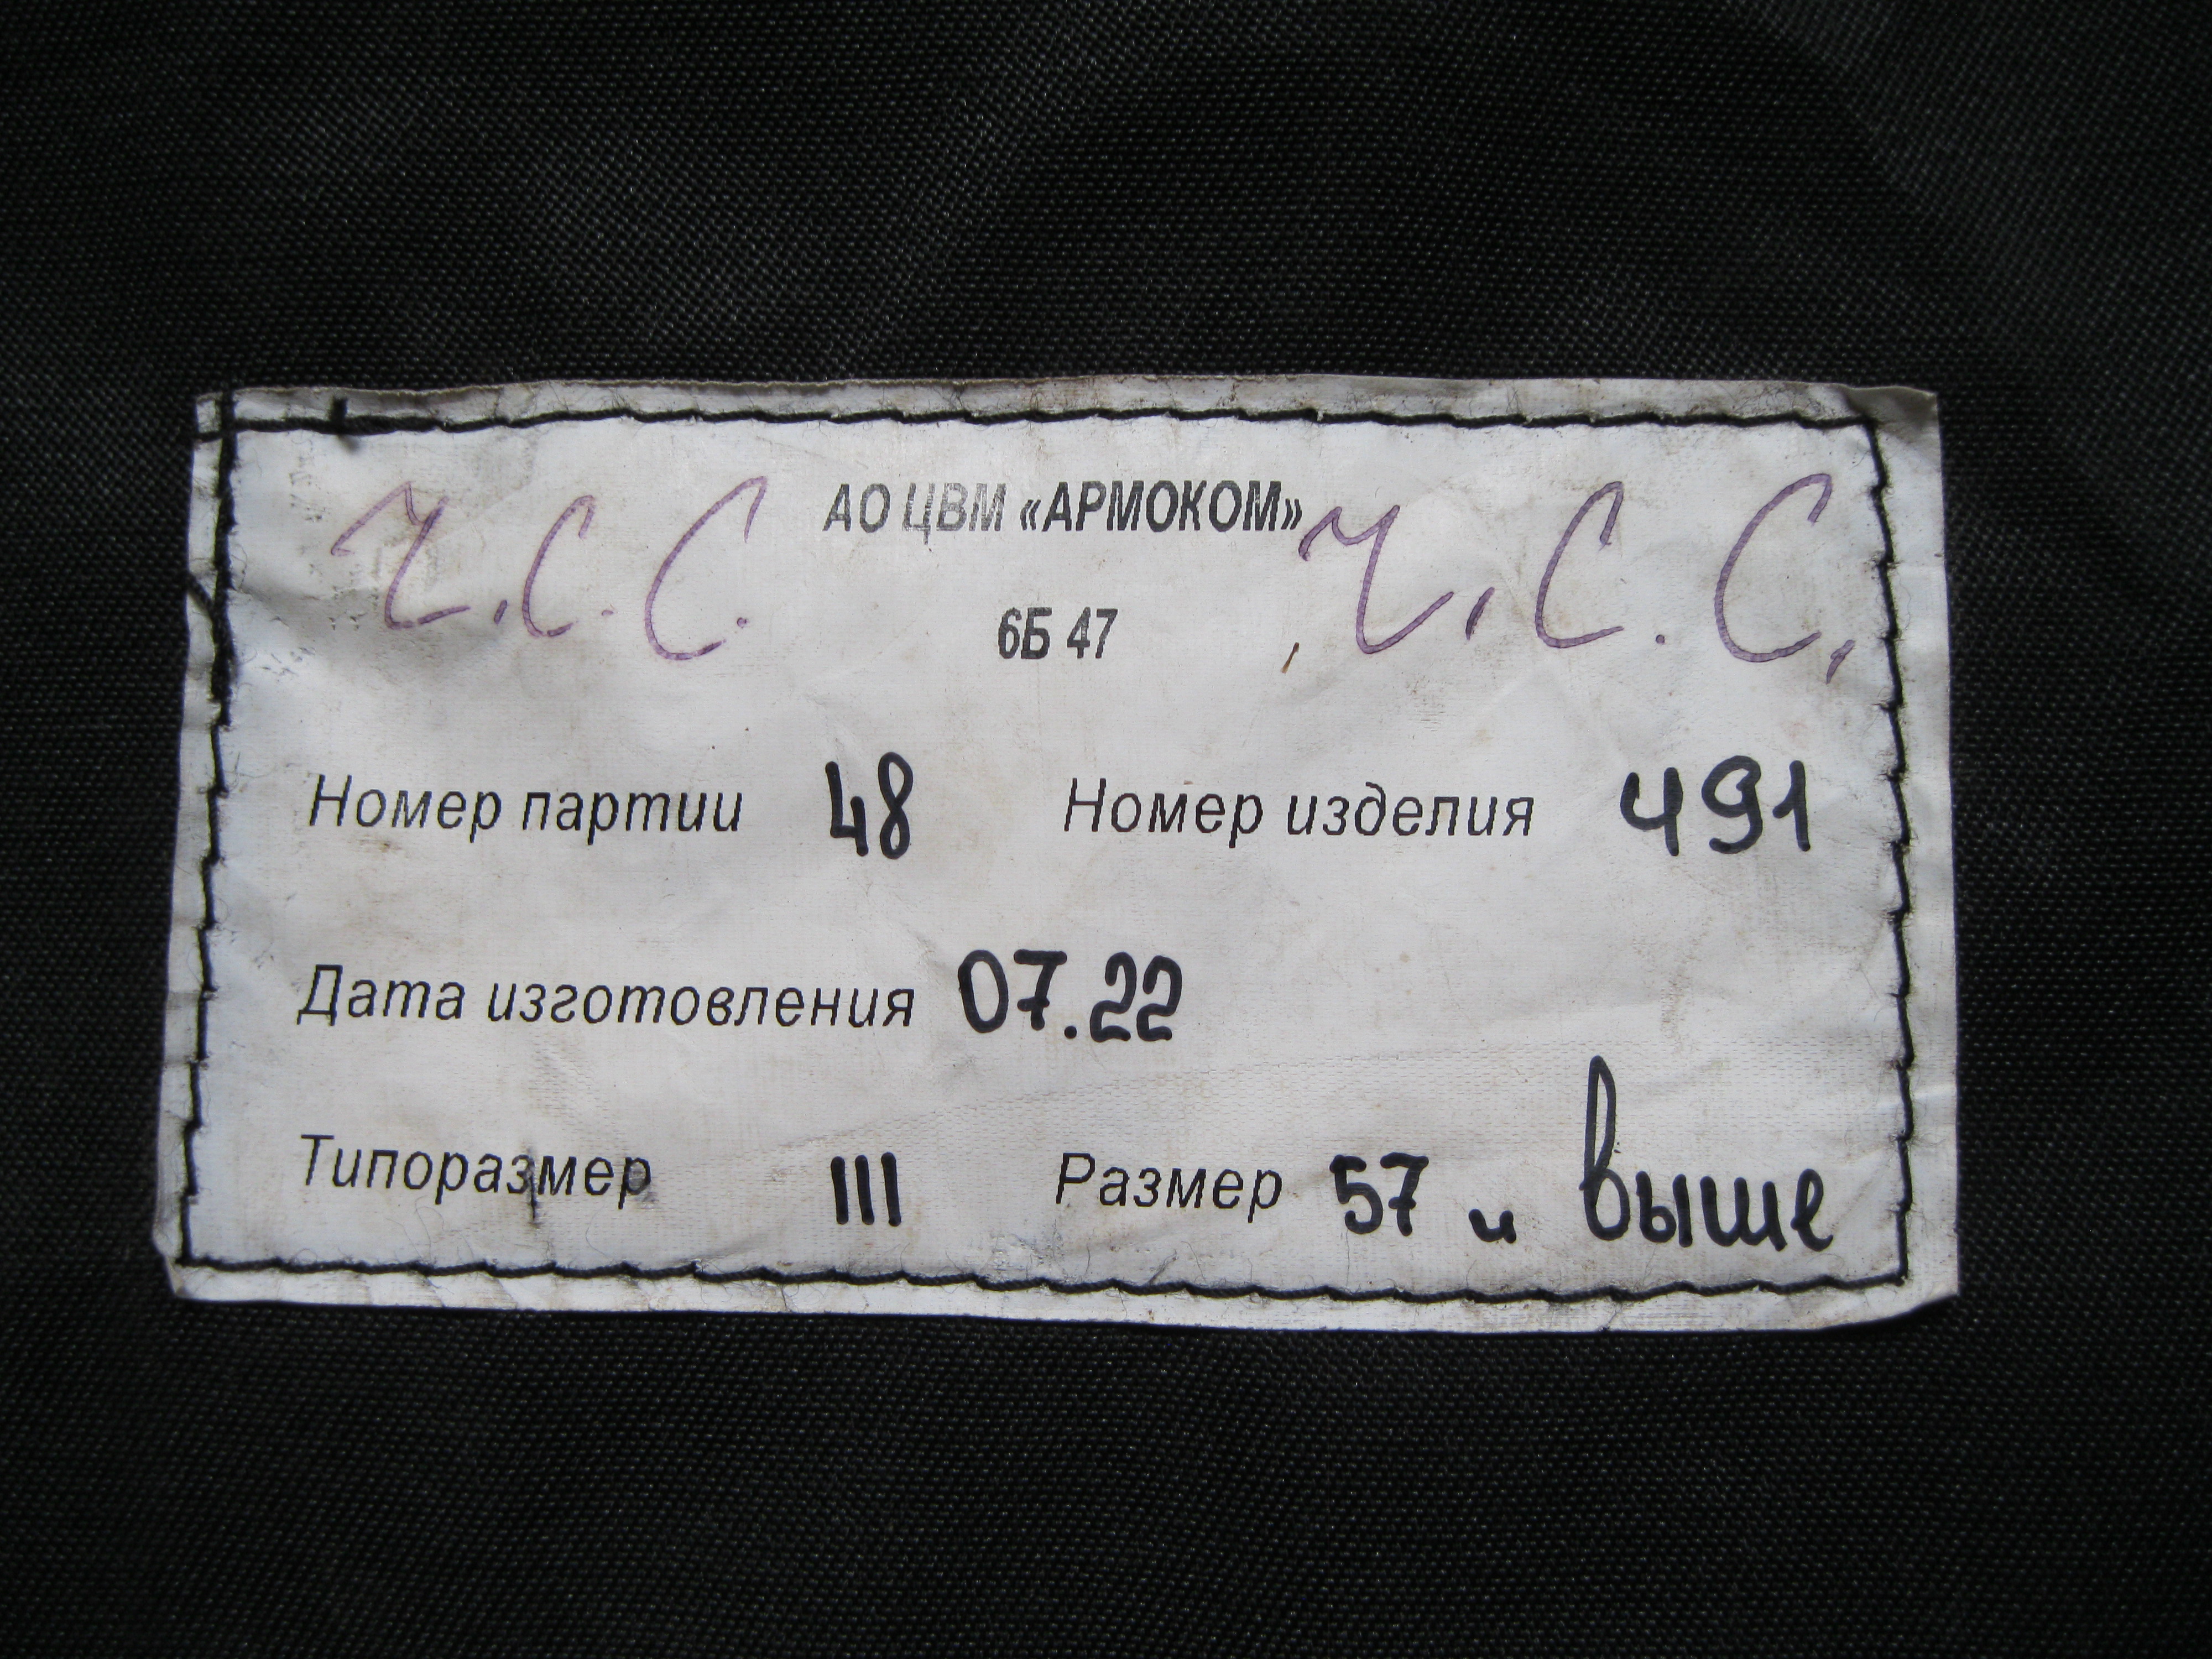 АО ЦВМ «АРМОКОМ»
Ч.С.С. Ч.С.С.
6Б 47
Номер партии 48 Номер изделия 491
Дата изготовления 07.22
Типоразмер III Размер 57 и выше